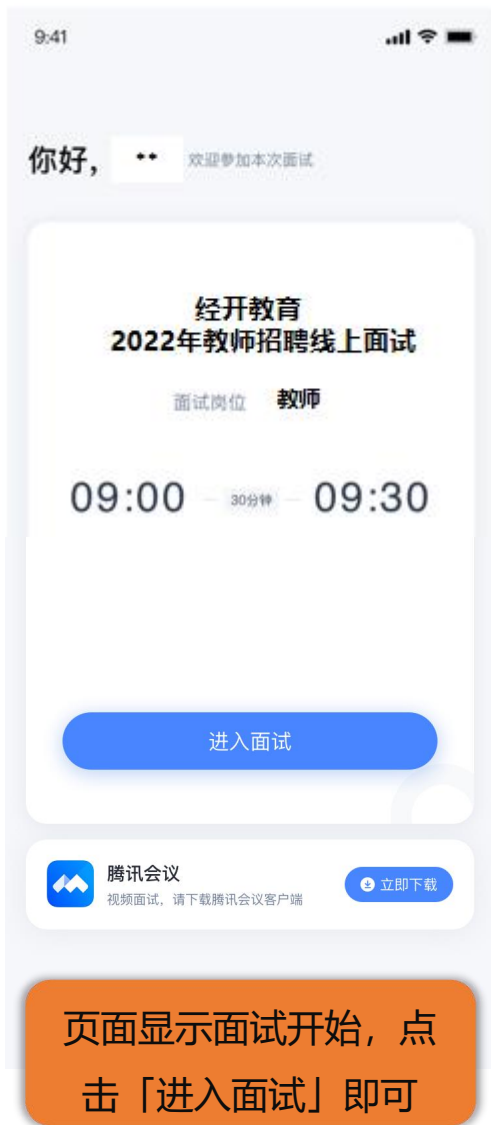 9:41
你好, ** 欢迎参加本次面试
经开教育
2022年教师招聘线上面试
面试岗位 教师
09:00 - 30分钟 - 09:30
进入面试
腾讯会议
视频面试，请下载腾讯会议客户端
立即下载
页面显示面试开始，点
击「进入面试」即可